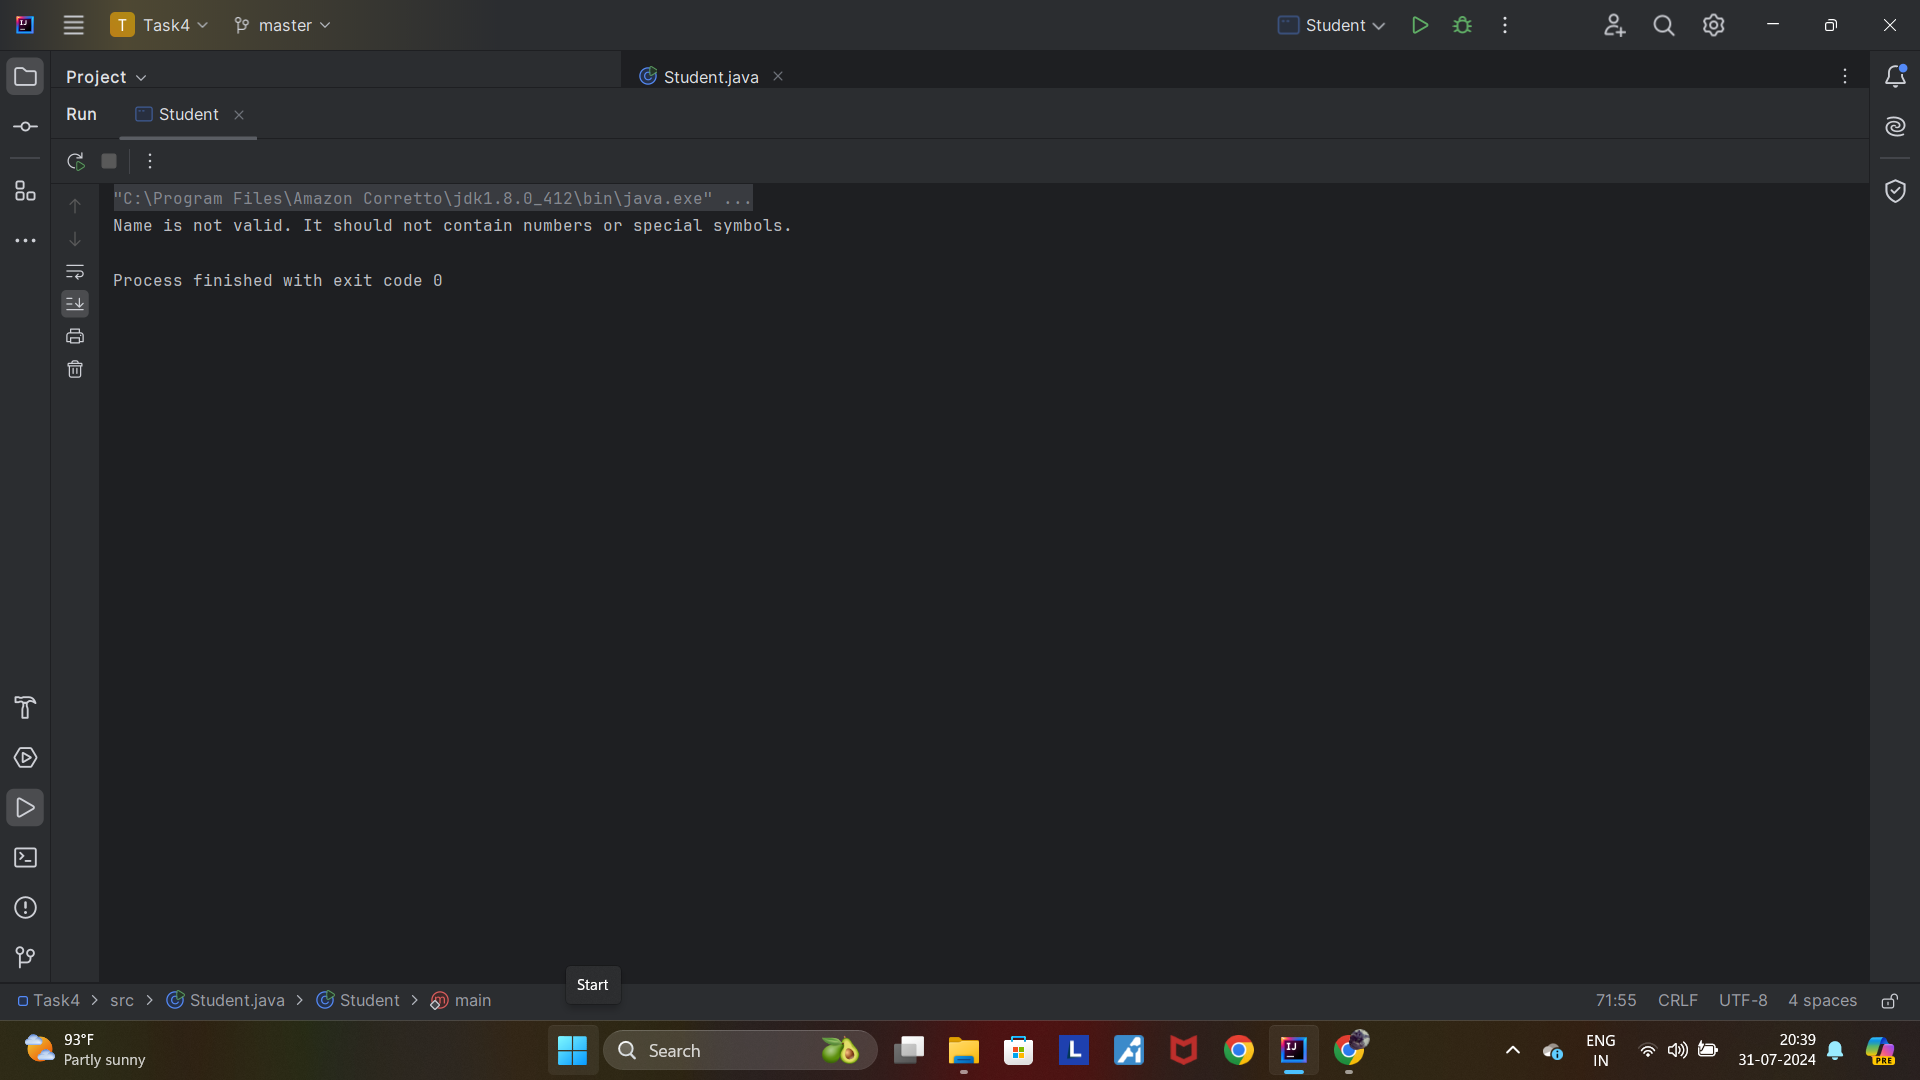 Task4 master Student
Project Student.java
Run Student
"C:\Program Files\Amazon Corretto\jdk1.8.0_412\bin\java.exe" ...
Name is not valid. It should not contain numbers or special symbols.
Process finished with exit code 0
Start
Task4 > src > Student.java > Student > main 71:55 CRLF UTF-8 4 spaces
93°F
Partly sunny
Search
ENG
IN
20:39
31-07-2024
PRE